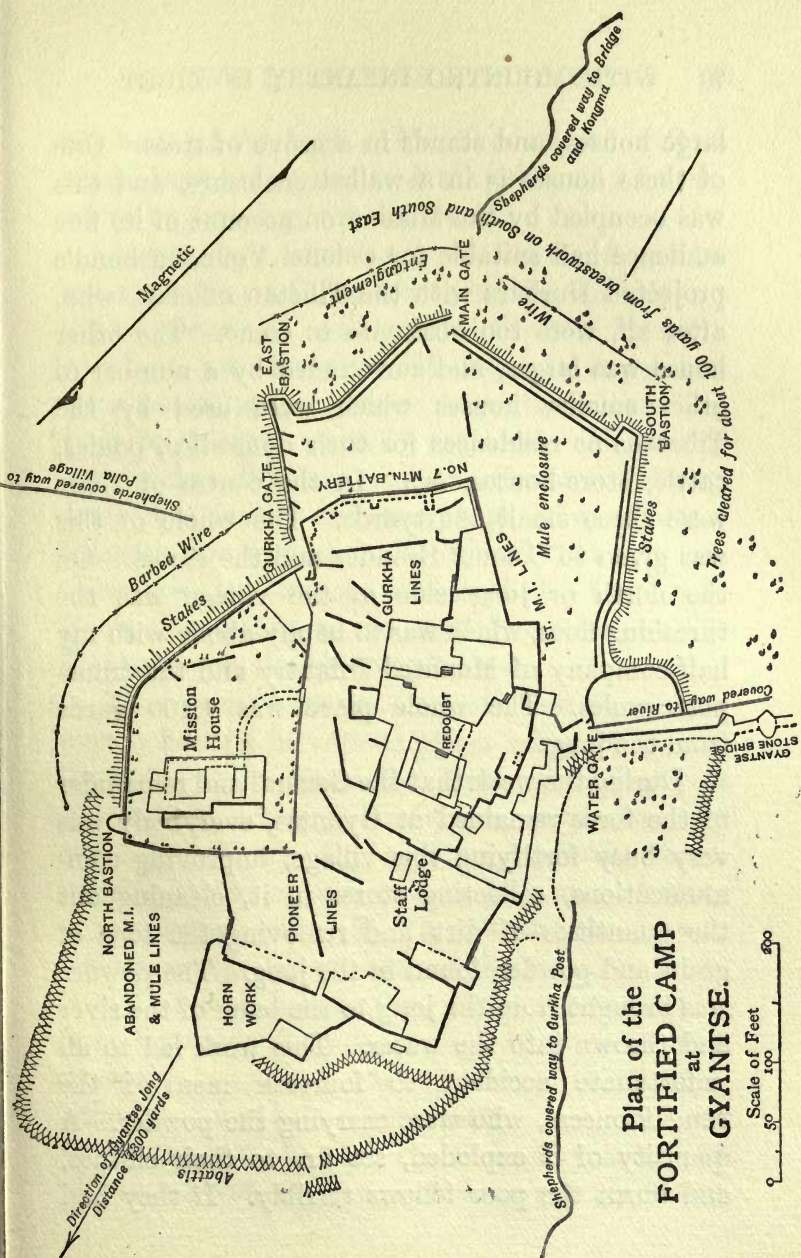 Plan of the
FORTIFIED CAMP
at
GYANTSE.
Scale of Feet
0 50 100 200
Magnetic
Shepherds covered way to Bridge
and Kongma
Shepherds covered way to
Palla Village
Barbed Wire
Stakes
GURKHA GATE
EAST
BASTION
Entanglement
MAIN GATE
Wire
100 yards from breastwork on South and South East
Trees cleared for about
SOUTH
BASTION
Stakes
Mule enclosure
1ST. M.I. LINES
No. 7 MTN. BATTERY
GURKHA
LINES
REDOUBT
Mission
House
NORTH BASTION
ABANDONED M.I.
& MULE LINES
PIONEER
LINES
Staff
Lodge
HORN
WORK
WATER GATE
Covered way to River
GYANTSE
STONE BRIDGE
Shepherds covered way to Gurkha Post
Abattis
Direction of Gyantse Jong
Distance 1300 yards